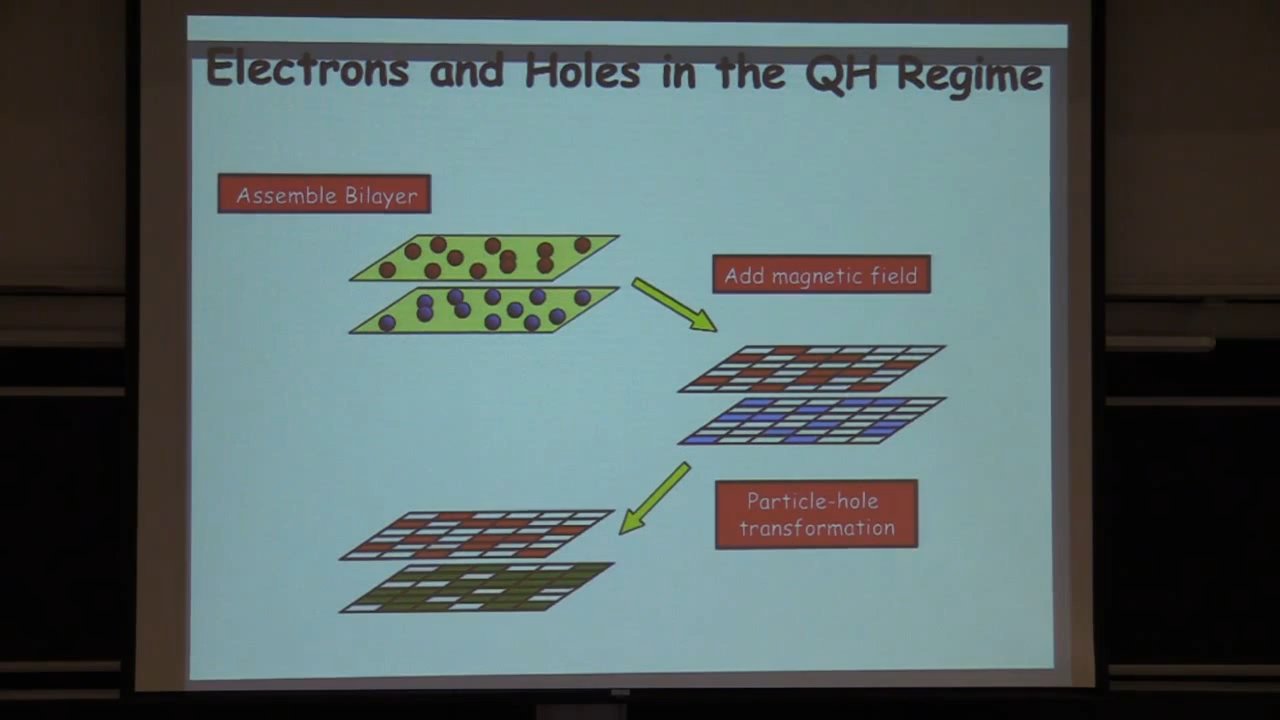 Electrons and Holes in the QH Regime
Assemble Bilayer
Add magnetic field
Particle-hole
transformation